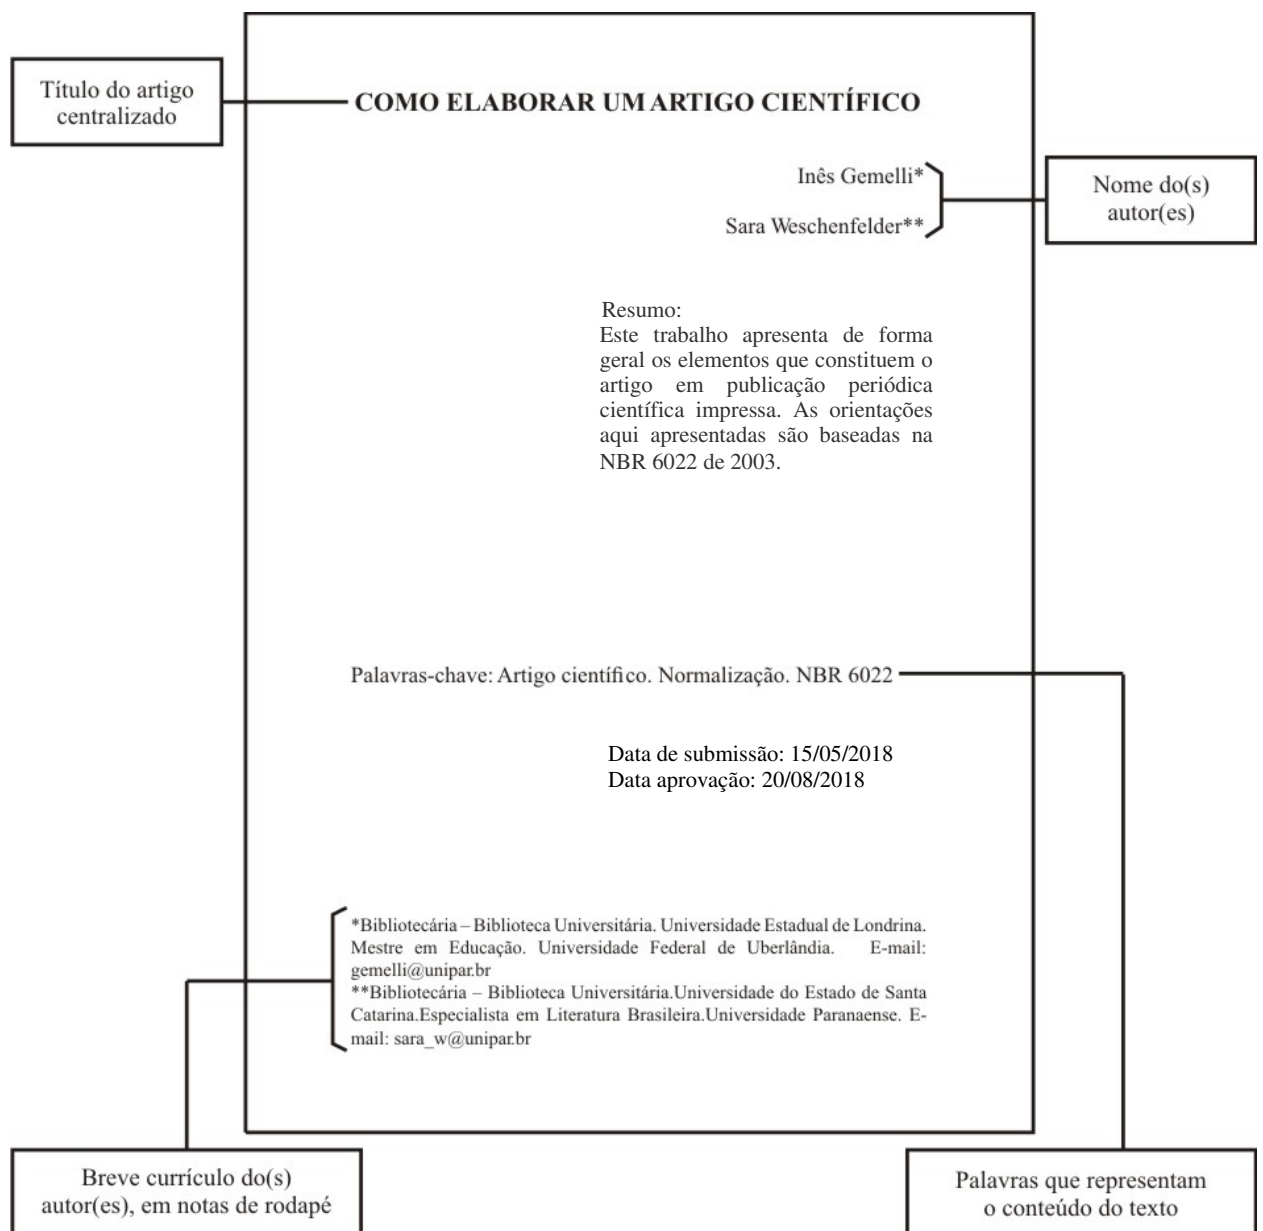 Título do artigo
centralizado
COMO ELABORAR UM ARTIGO CIENTÍFICO
Inês Gemelli*
Sara Weschenfelder**
Nome do(s)
autor(es)
Resumo:
Este trabalho apresenta de forma
geral os elementos que constituem o
artigo em publicação periódica
científica impressa. As orientações
aqui apresentadas são baseadas na
NBR 6022 de 2003.
Palavras-chave: Artigo científico. Normalização. NBR 6022
Data de submissão: 15/05/2018
Data aprovação: 20/08/2018
*Bibliotecária – Biblioteca Universitária. Universidade Estadual de Londrina.
Mestre em Educação. Universidade Federal de Uberlândia. E-mail:
gemelli@unipar.br
**Bibliotecária – Biblioteca Universitária.Universidade do Estado de Santa
Catarina.Especialista em Literatura Brasileira.Universidade Paranaense. E-
mail: sara_w@unipar.br
Breve currículo do(s)
autor(es), em notas de rodapé
Palavras que representam
o conteúdo do texto